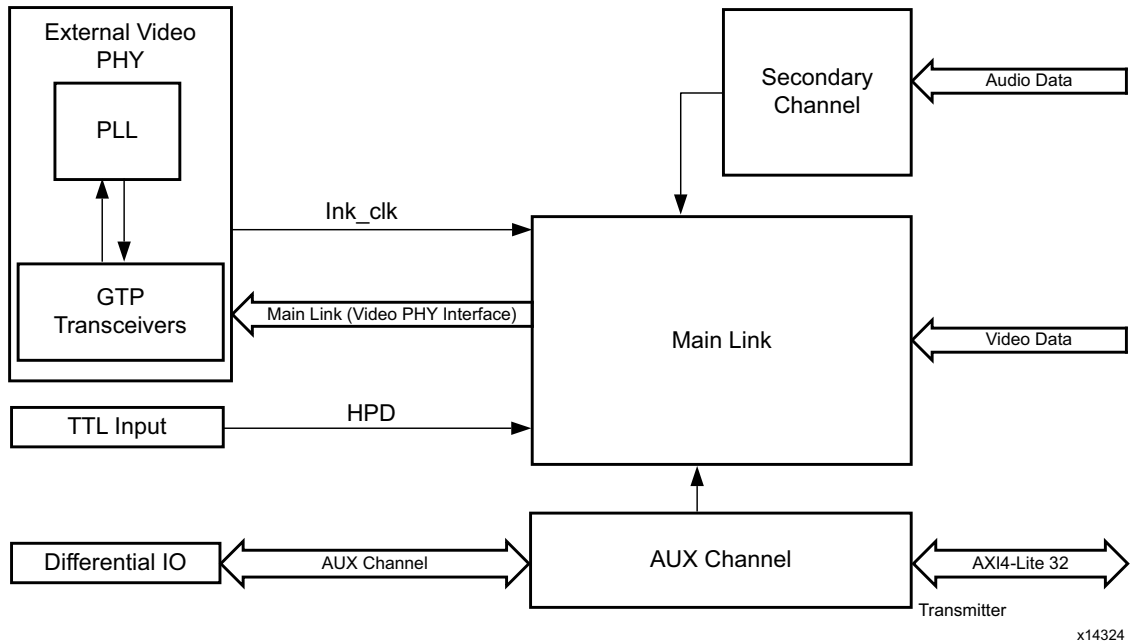 External Video
PHY
PLL
GTP
Transceivers
Secondary
Channel
Audio Data
lnk_clk
Main Link (Video PHY Interface)
Main Link
Video Data
TTL Input
HPD
Differential IO
AUX Channel
AUX Channel
AXI4-Lite 32
Transmitter
x14324